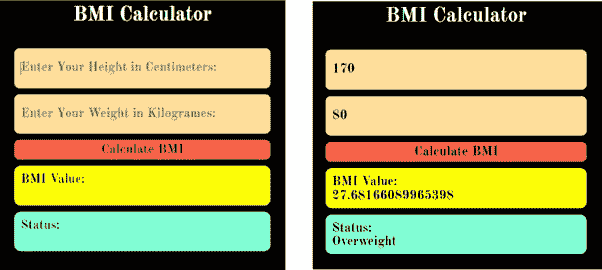 BMI Calculator
Enter Your Height in Centimeters:
Enter Your Weight in Kilogrames:
Calculate BMI
BMI Value:
Status:
BMI Calculator
170
80
Calculate BMI
BMI Value:
27.68166089965398
Status:
Overweight